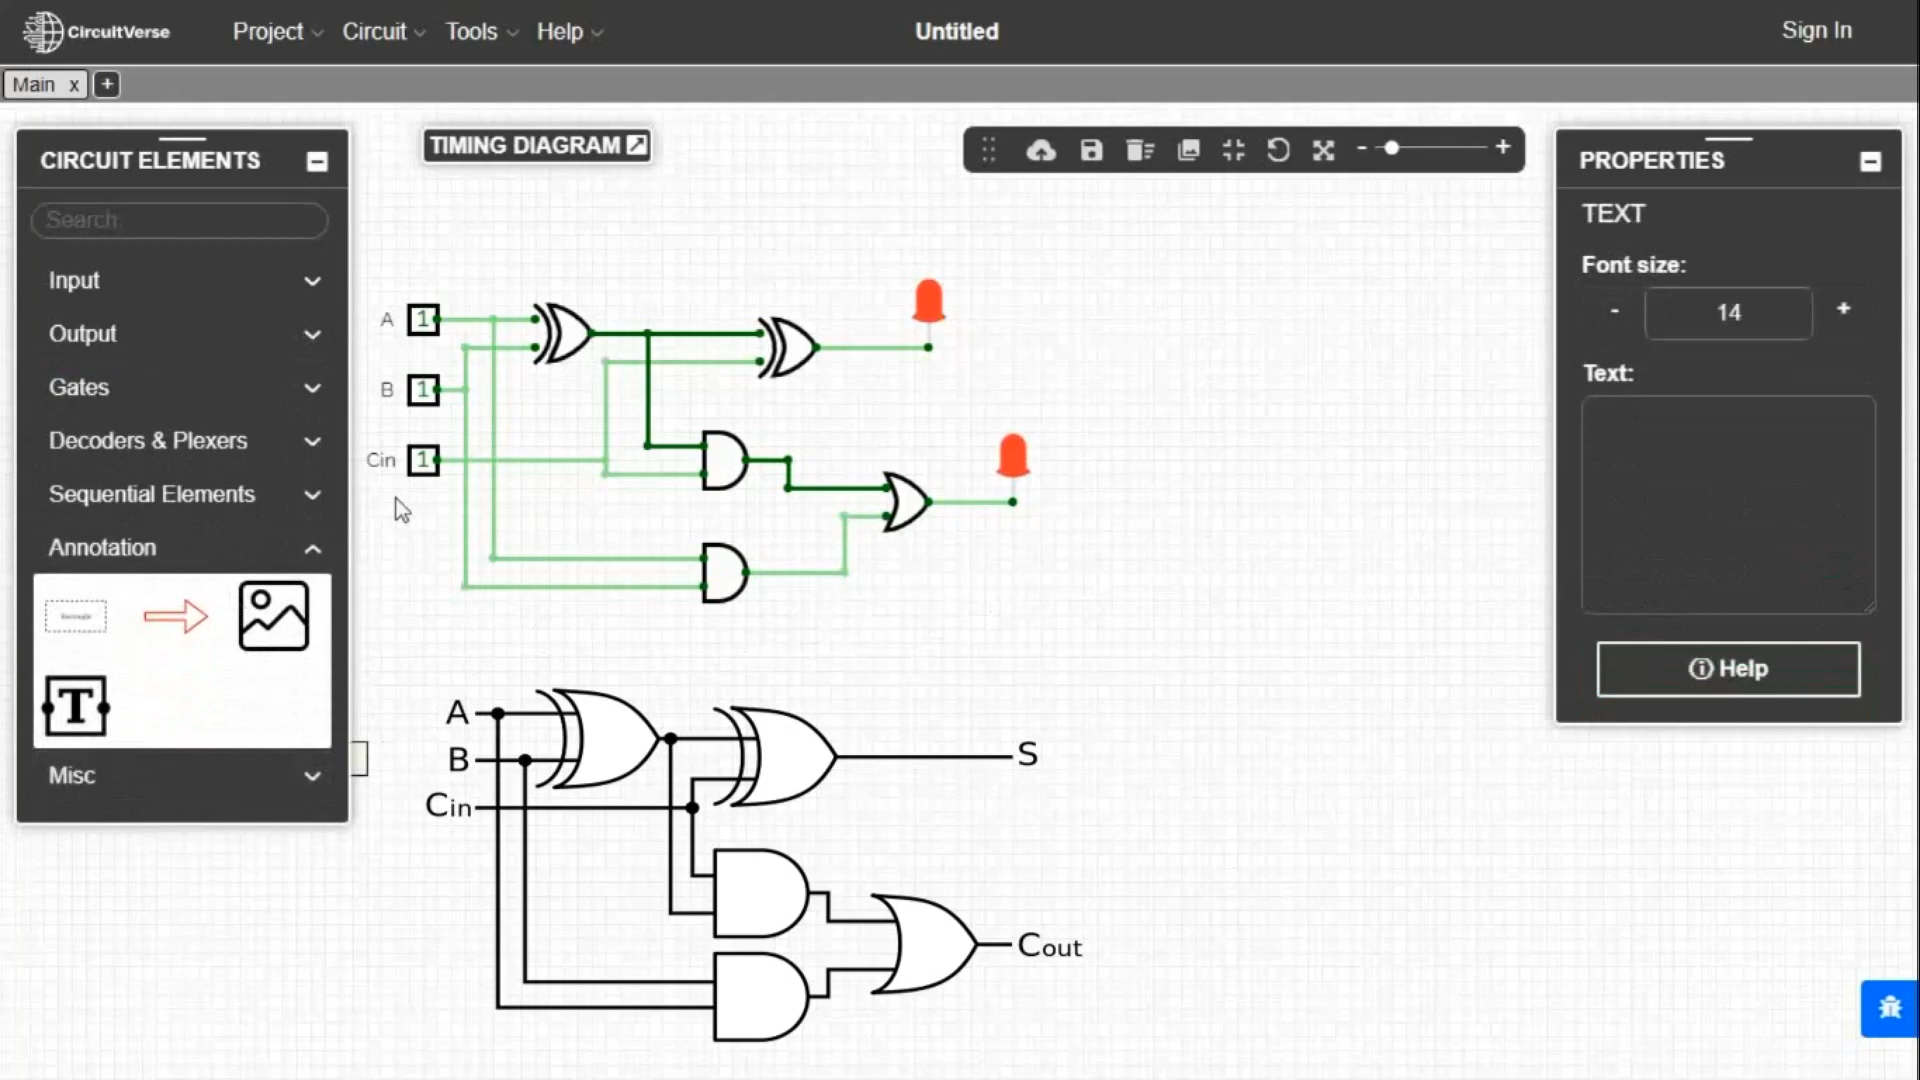 CircuitVerse
Project
Circuit
Tools
Help
Untitled
Sign In
Main x +
CIRCUIT ELEMENTS
Search
Input
Output
Gates
Decoders & Plexers
Sequential Elements
Annotation
T
Misc
TIMING DIAGRAM
- +
A 1
B 1
Cin 1
A
B
Cin
S
Cout
PROPERTIES
TEXT
Font size:
- 14 +
Text:
Help